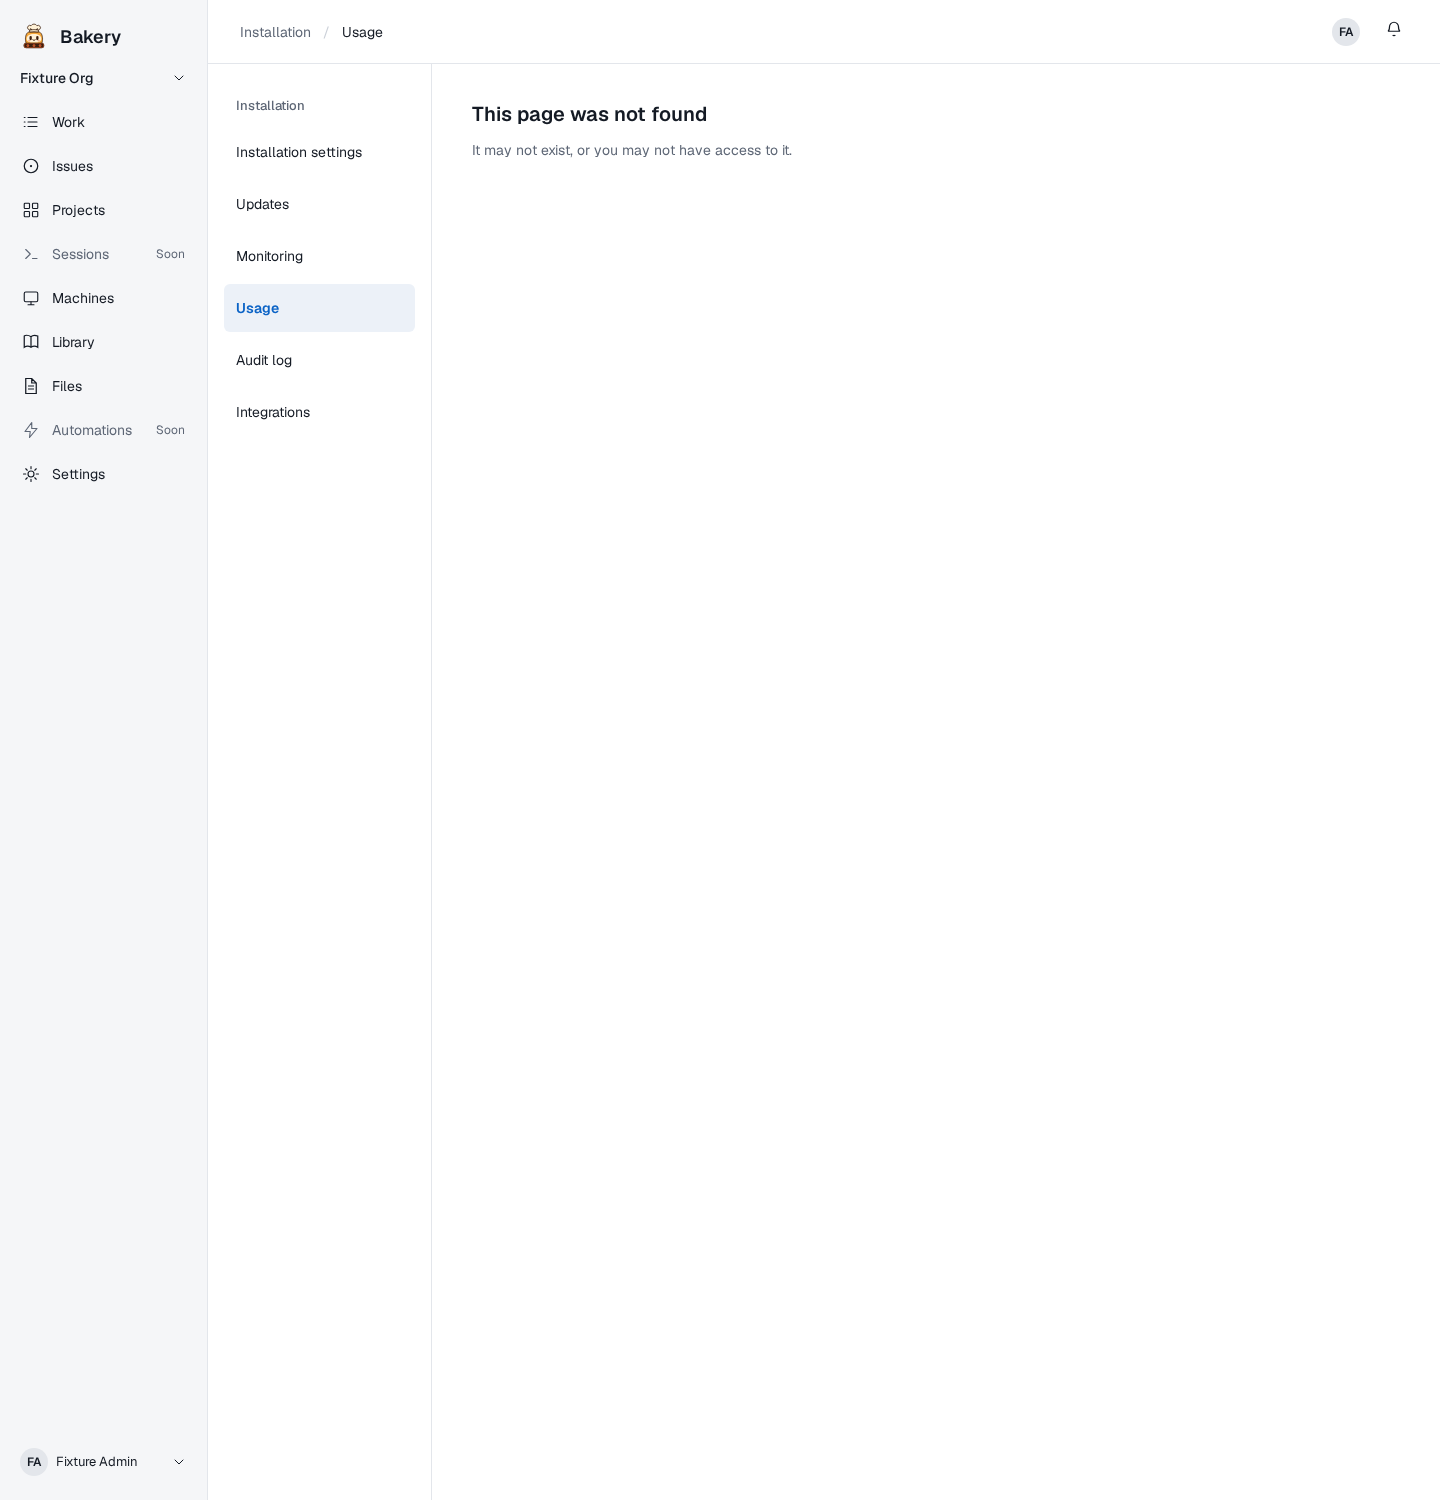 Bakery
Fixture Org
Work
Issues
Projects
Sessions Soon
Machines
Library
Files
Automations Soon
Settings
FA Fixture Admin
Installation / Usage
FA
Installation
Installation settings
Updates
Monitoring
Usage
Audit log
Integrations
This page was not found
It may not exist, or you may not have access to it.